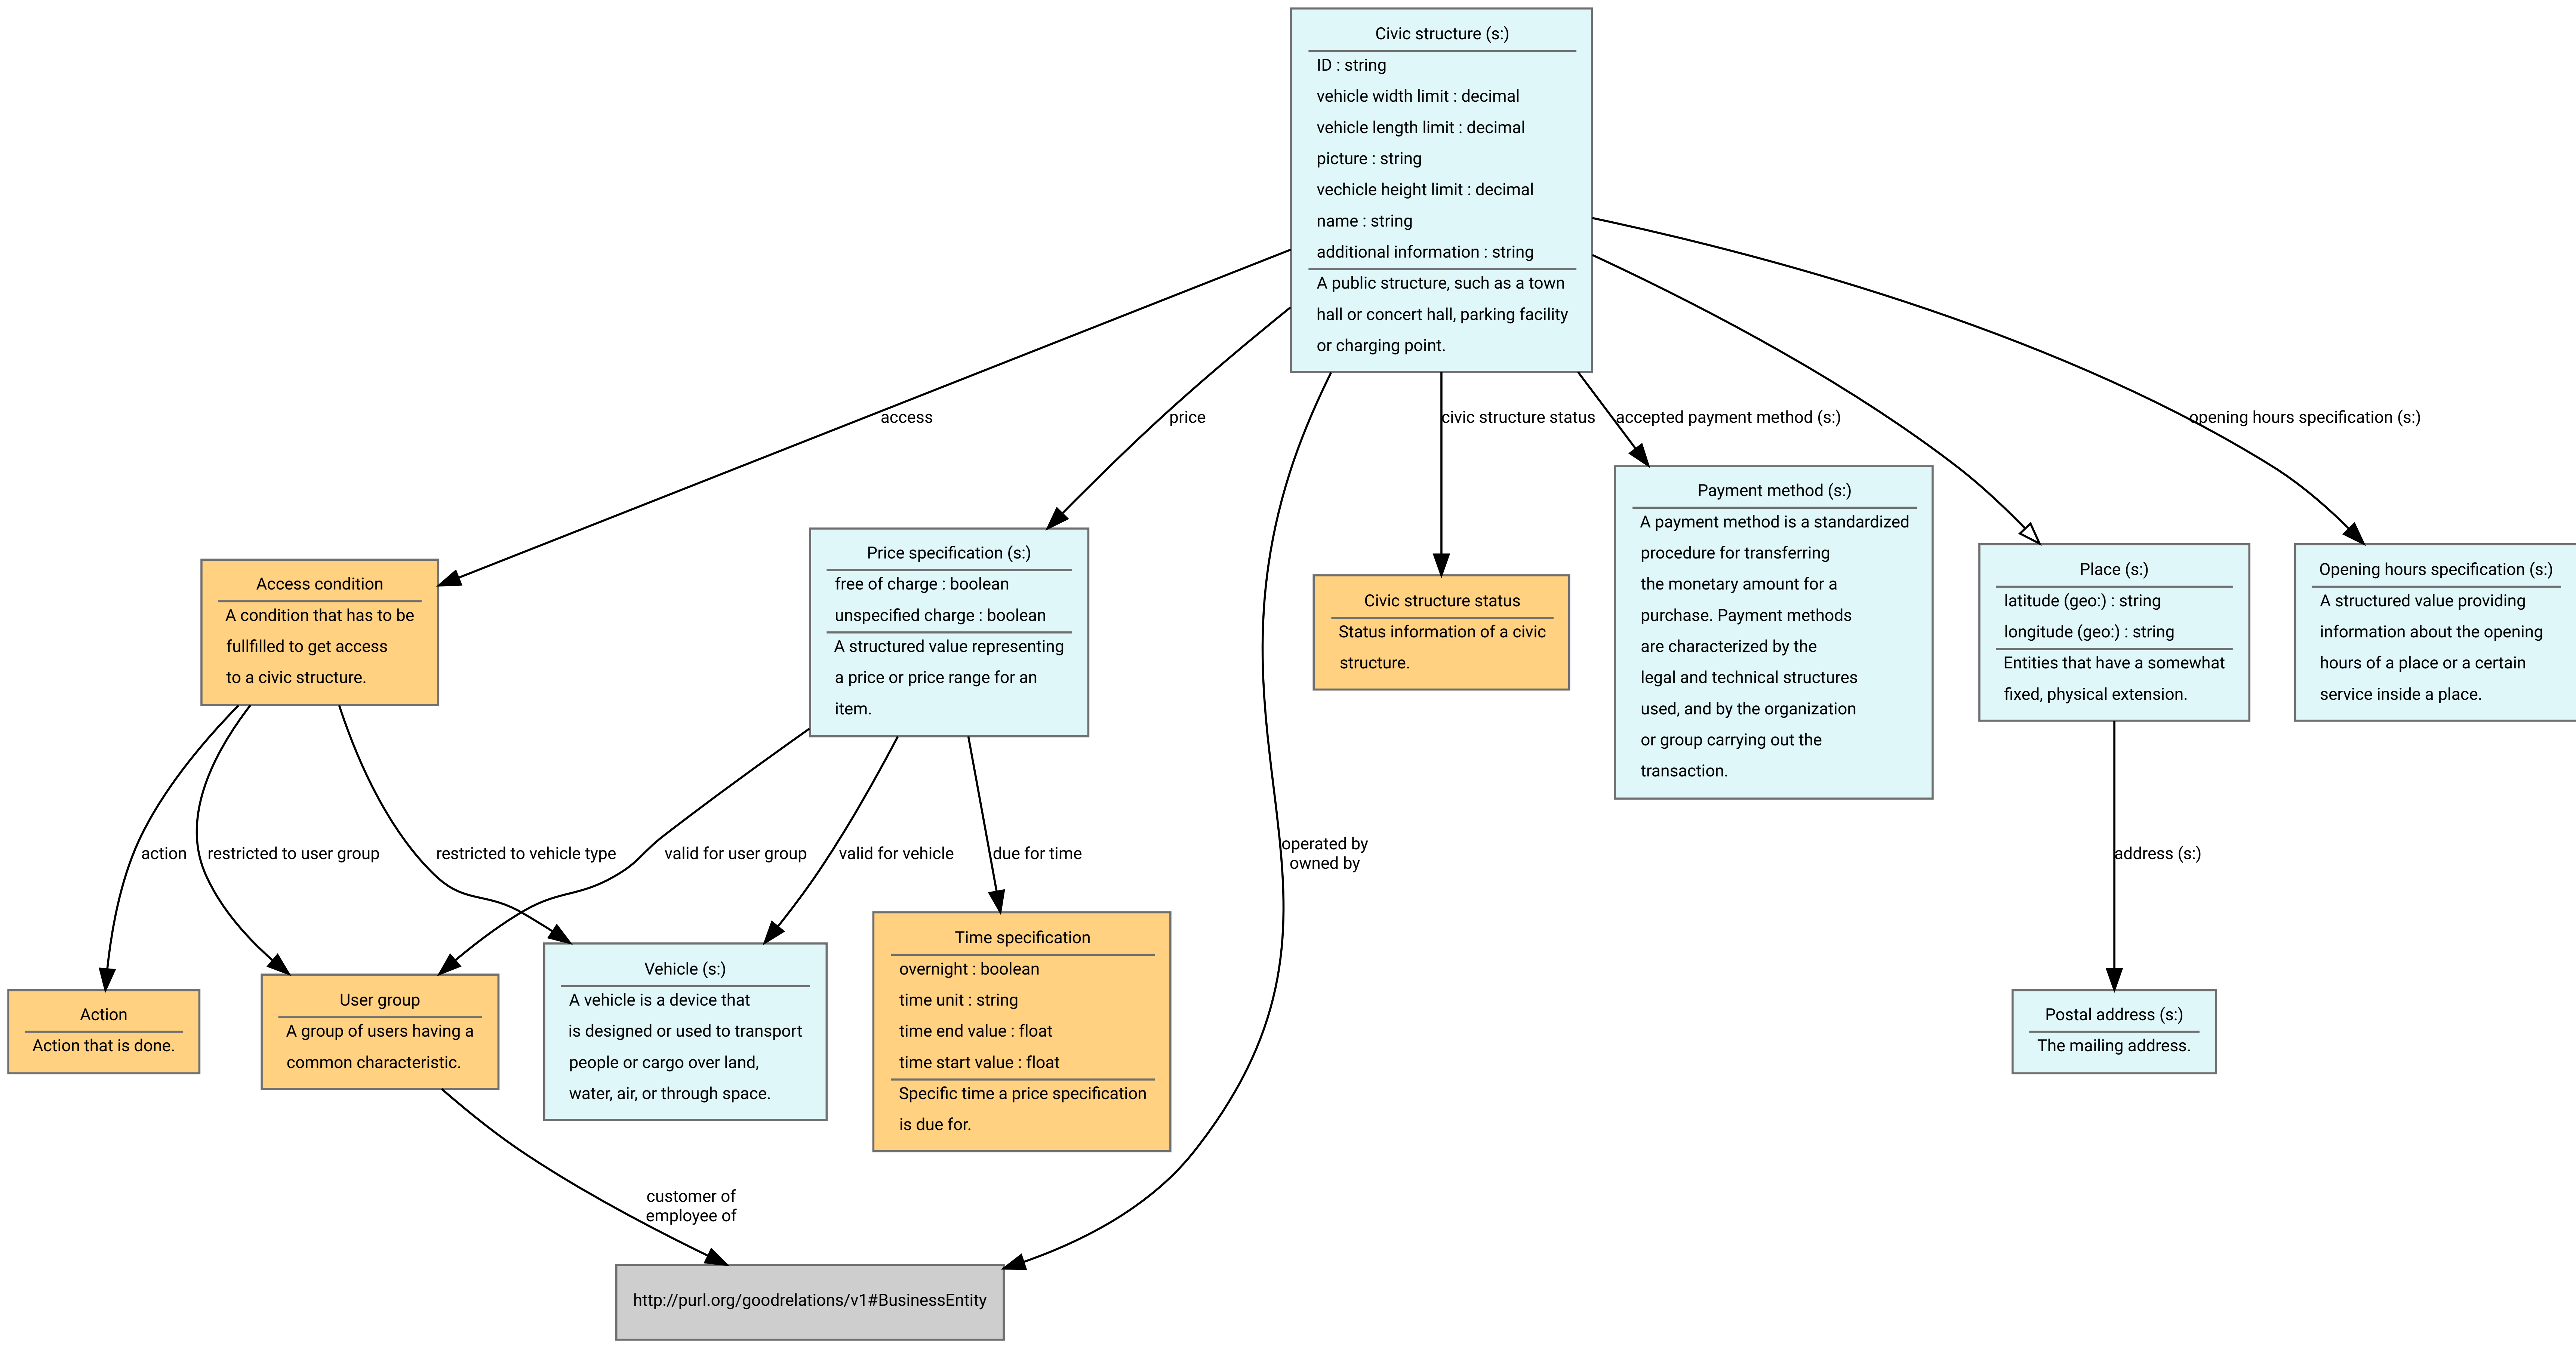 Civic structure (s:)
ID : string
vehicle width limit : decimal
vehicle length limit : decimal
picture : string
vechicle height limit : decimal
name : string
additional information : string
A public structure, such as a town
hall or concert hall, parking facility
or charging point.
access
price
civic structure status
accepted payment method (s:)
opening hours specification (s:)
Access condition
A condition that has to be
fullfilled to get access
to a civic structure.
Price specification (s:)
free of charge : boolean
unspecified charge : boolean
A structured value representing
a price or price range for an
item.
Civic structure status
Status information of a civic
structure.
Payment method (s:)
A payment method is a standardized
procedure for transferring
the monetary amount for a
purchase. Payment methods
are characterized by the
legal and technical structures
used, and by the organization
or group carrying out the
transaction.
Place (s:)
latitude (geo:) : string
longitude (geo:) : string
Entities that have a somewhat
fixed, physical extension.
Opening hours specification (s:)
A structured value providing
information about the opening
hours of a place or a certain
service inside a place.
action
restricted to user group
restricted to vehicle type
valid for user group
valid for vehicle
due for time
operated by
owned by
address (s:)
Action
Action that is done.
User group
A group of users having a
common characteristic.
Vehicle (s:)
A vehicle is a device that
is designed or used to transport
people or cargo over land,
water, air, or through space.
Time specification
overnight : boolean
time unit : string
time end value : float
time start value : float
Specific time a price specification
is due for.
Postal address (s:)
The mailing address.
customer of
employee of
http://purl.org/goodrelations/v1#BusinessEntity